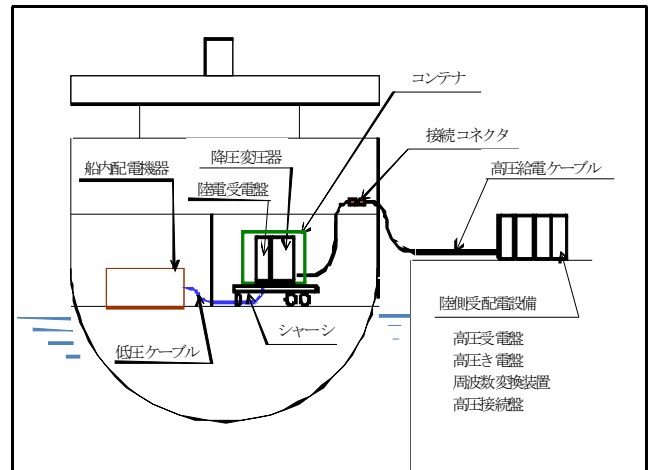 コンテナ
接続コネクタ
降圧変圧器
船内配電機器
高圧給電ケーブル
陸電受電盤
陸側受配電設備
シャーシ
高圧受電盤
低圧ケーブル
高圧き電盤
周波数変換装置
高圧接続盤